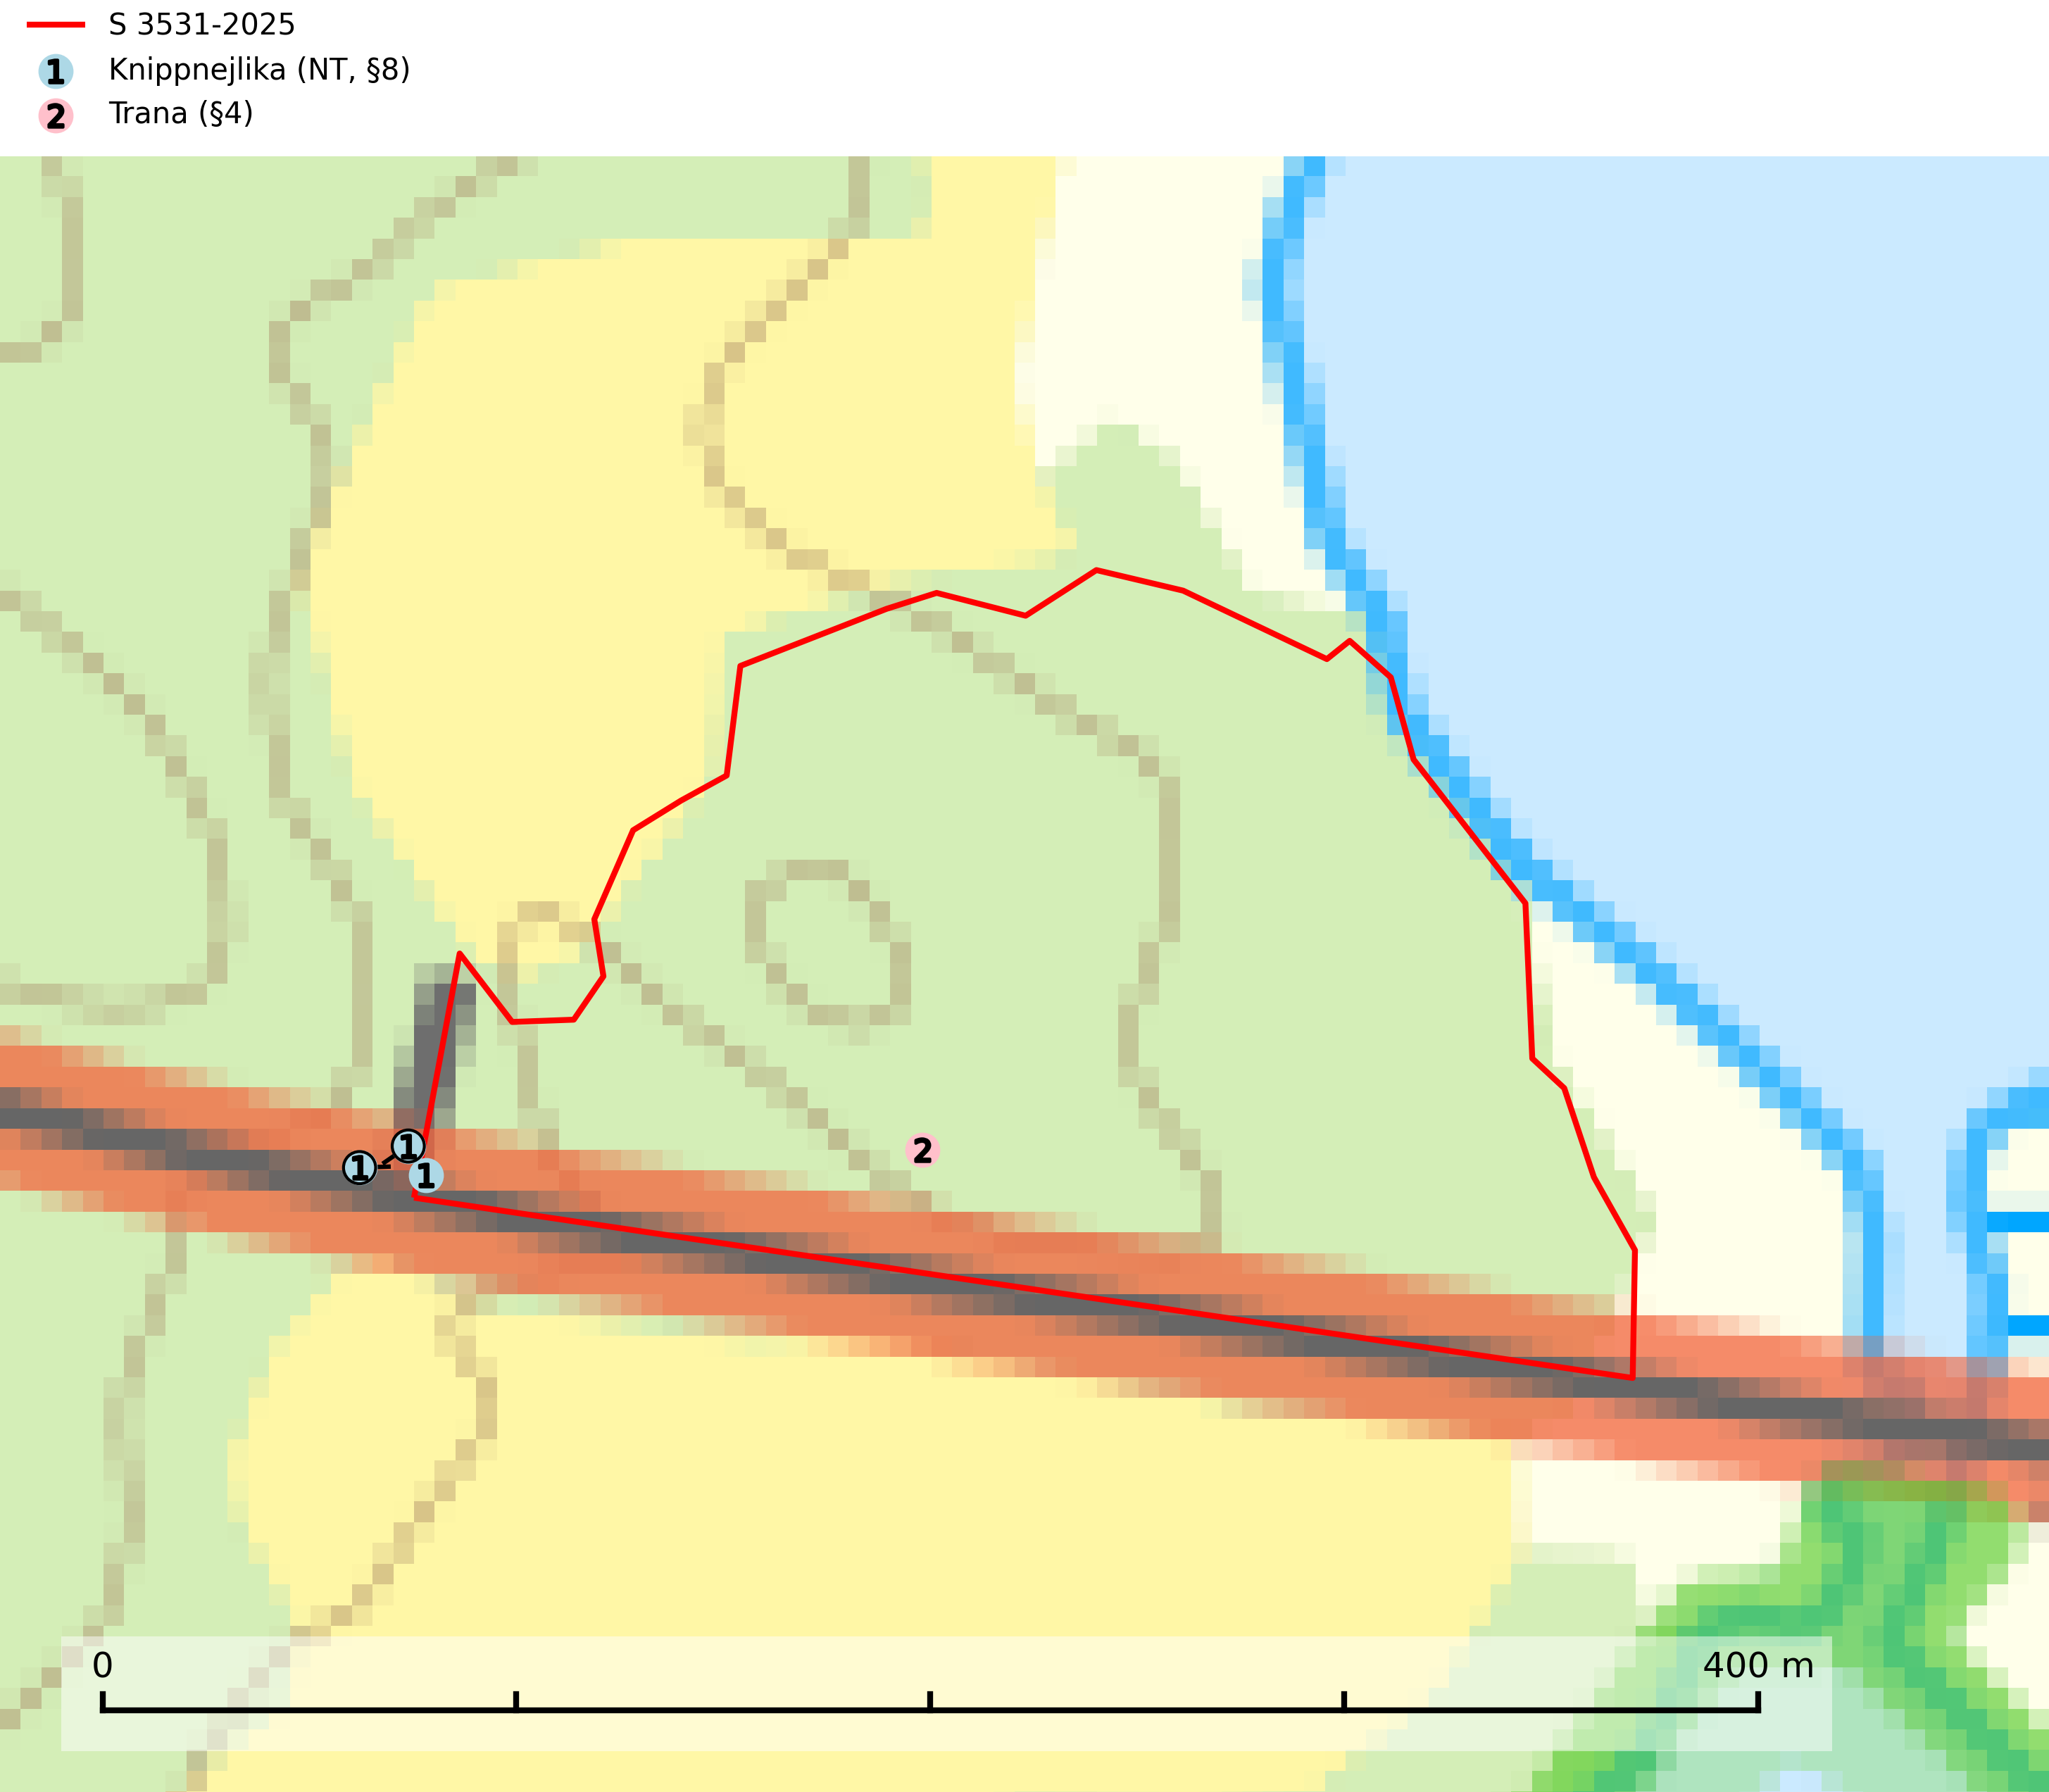 S 3531-2025
1 Knippnejlika (NT, §8)
2 Trana (§4)
1
1
1
2
0 400 m